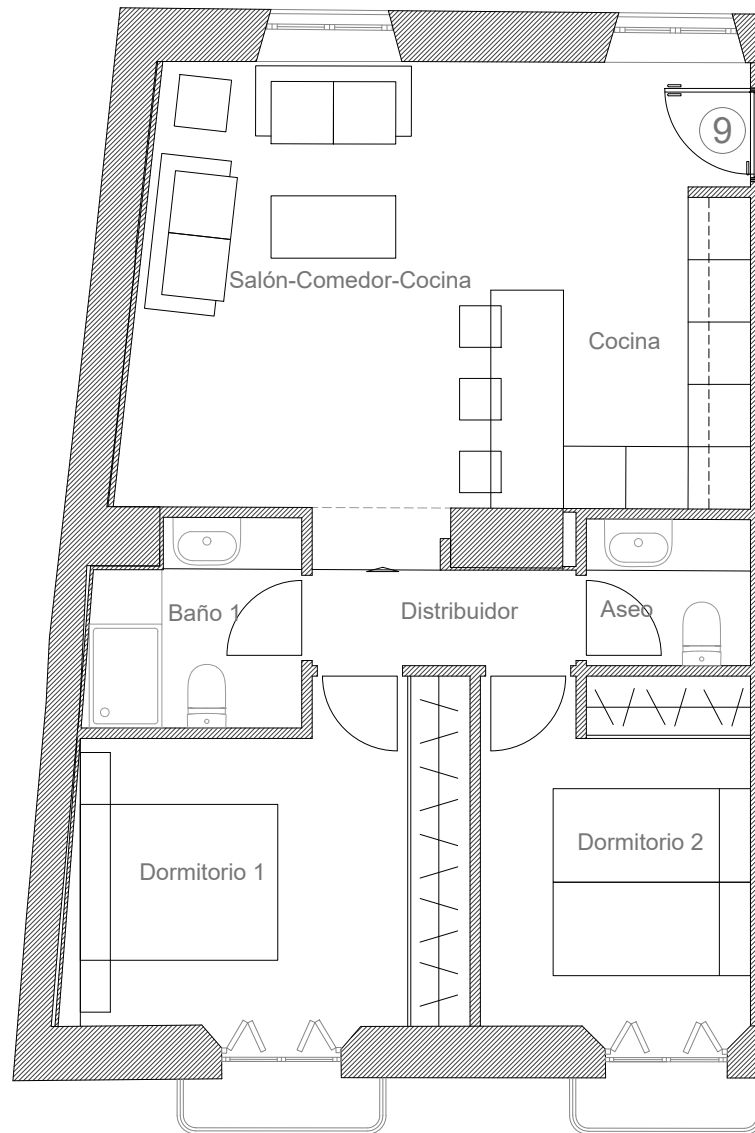 9
Salón-Comedor-Cocina
Cocina
Baño 1
Distribuidor
Aseo
Dormitorio 1
Dormitorio 2